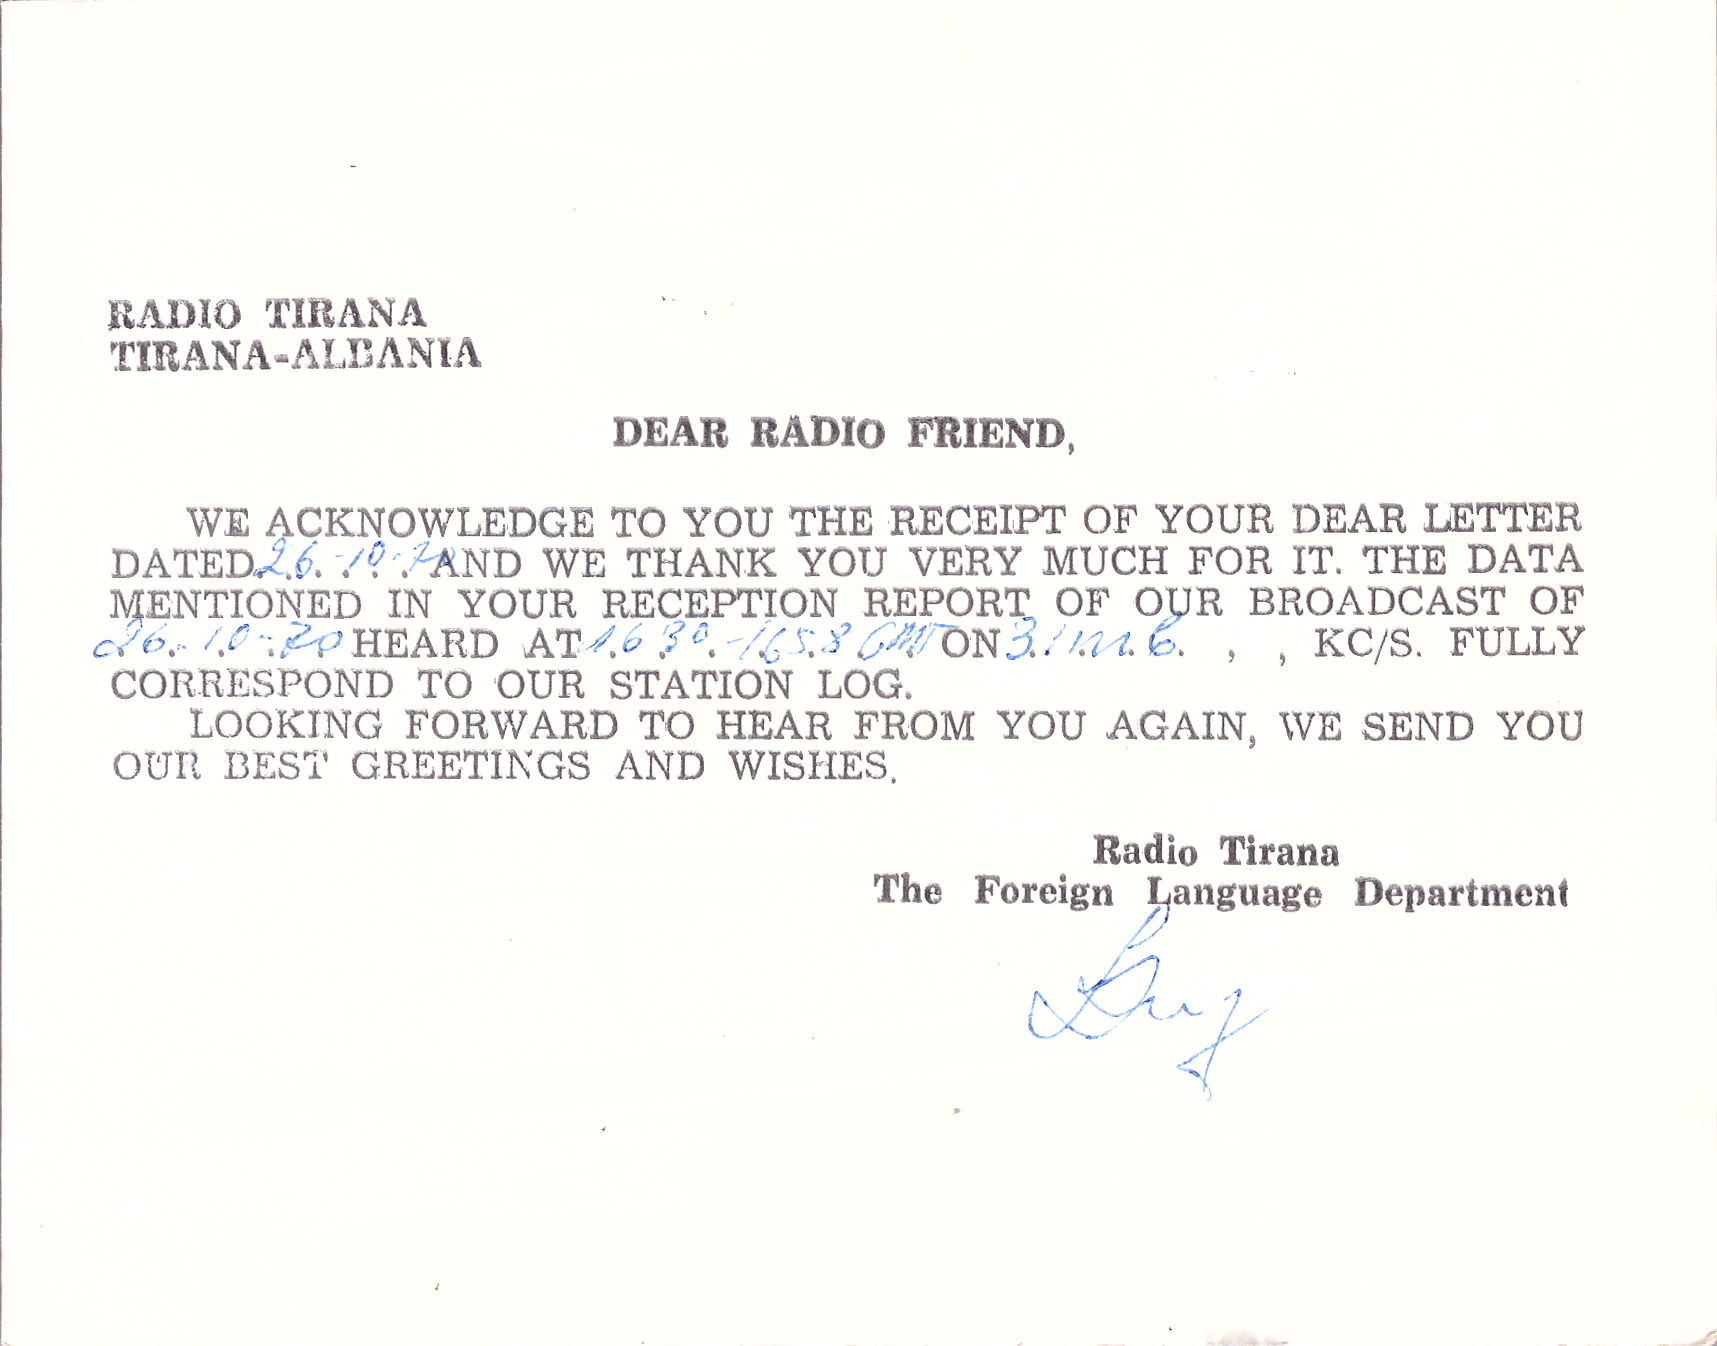 RADIO TIRANA
TIRANA-ALBANIA
DEAR RADIO FRIEND,
WE ACKNOWLEDGE TO YOU THE RECEIPT OF YOUR DEAR LETTER
DATED 26.-10-70 AND WE THANK YOU VERY MUCH FOR IT. THE DATA
MENTIONED IN YOUR RECEPTION REPORT OF OUR BROADCAST OF
26.-10-70 HEARD AT 1630-1658 GMT ON 31 m.b. , , KC/S. FULLY
CORRESPOND TO OUR STATION LOG.
LOOKING FORWARD TO HEAR FROM YOU AGAIN, WE SEND YOU
OUR BEST GREETINGS AND WISHES.
Radio Tirana
The Foreign Language Department